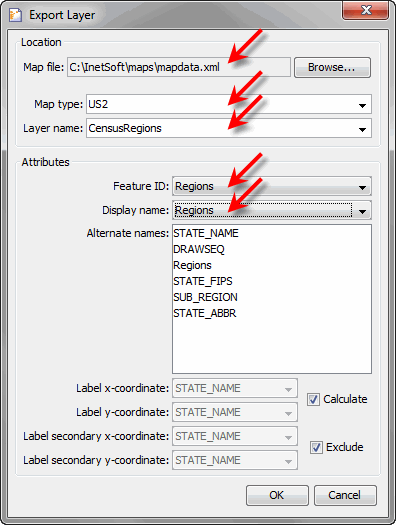 Export Layer
Location
Map file: C:\InetSoft\maps\mapdata.xml Browse...
Map type: US2
Layer name: CensusRegions
Attributes
Feature ID: Regions
Display name: Regions
Alternate names: STATE_NAME
DRAWSEQ
Regions
STATE_FIPS
SUB_REGION
STATE_ABBR
Label x-coordinate: STATE_NAME
Calculate
Label y-coordinate: STATE_NAME
Label secondary x-coordinate: STATE_NAME
Exclude
Label secondary y-coordinate: STATE_NAME
OK Cancel